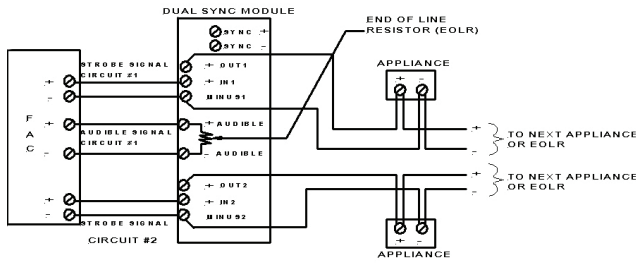 DUAL SYNC MODULE
END OF LINE
RESISTOR (EOLR)
SYNC +
SYNC -
STROBE SIGNAL
CIRCUIT #1
+ OUT1
+ IN1
MINUS1
APPLIANCE
+ -
+ AUDIBLE
AUDIBLE SIGNAL
CIRCUIT #1
- AUDIBLE
FAC
+
-
+
-
+
-
+
-
TO NEXT APPLIANCE
OR EOLR
+
-
TO NEXT APPLIANCE
OR EOLR
+ OUT2
+ IN2
MINUS2
STROBE SIGNAL
CIRCUIT #2
+ -
APPLIANCE